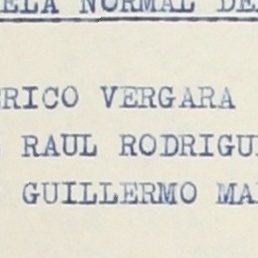 ELA NORMAL DE
RICO VERGARA
RAUL RODRIGU
GUILLERMO MA